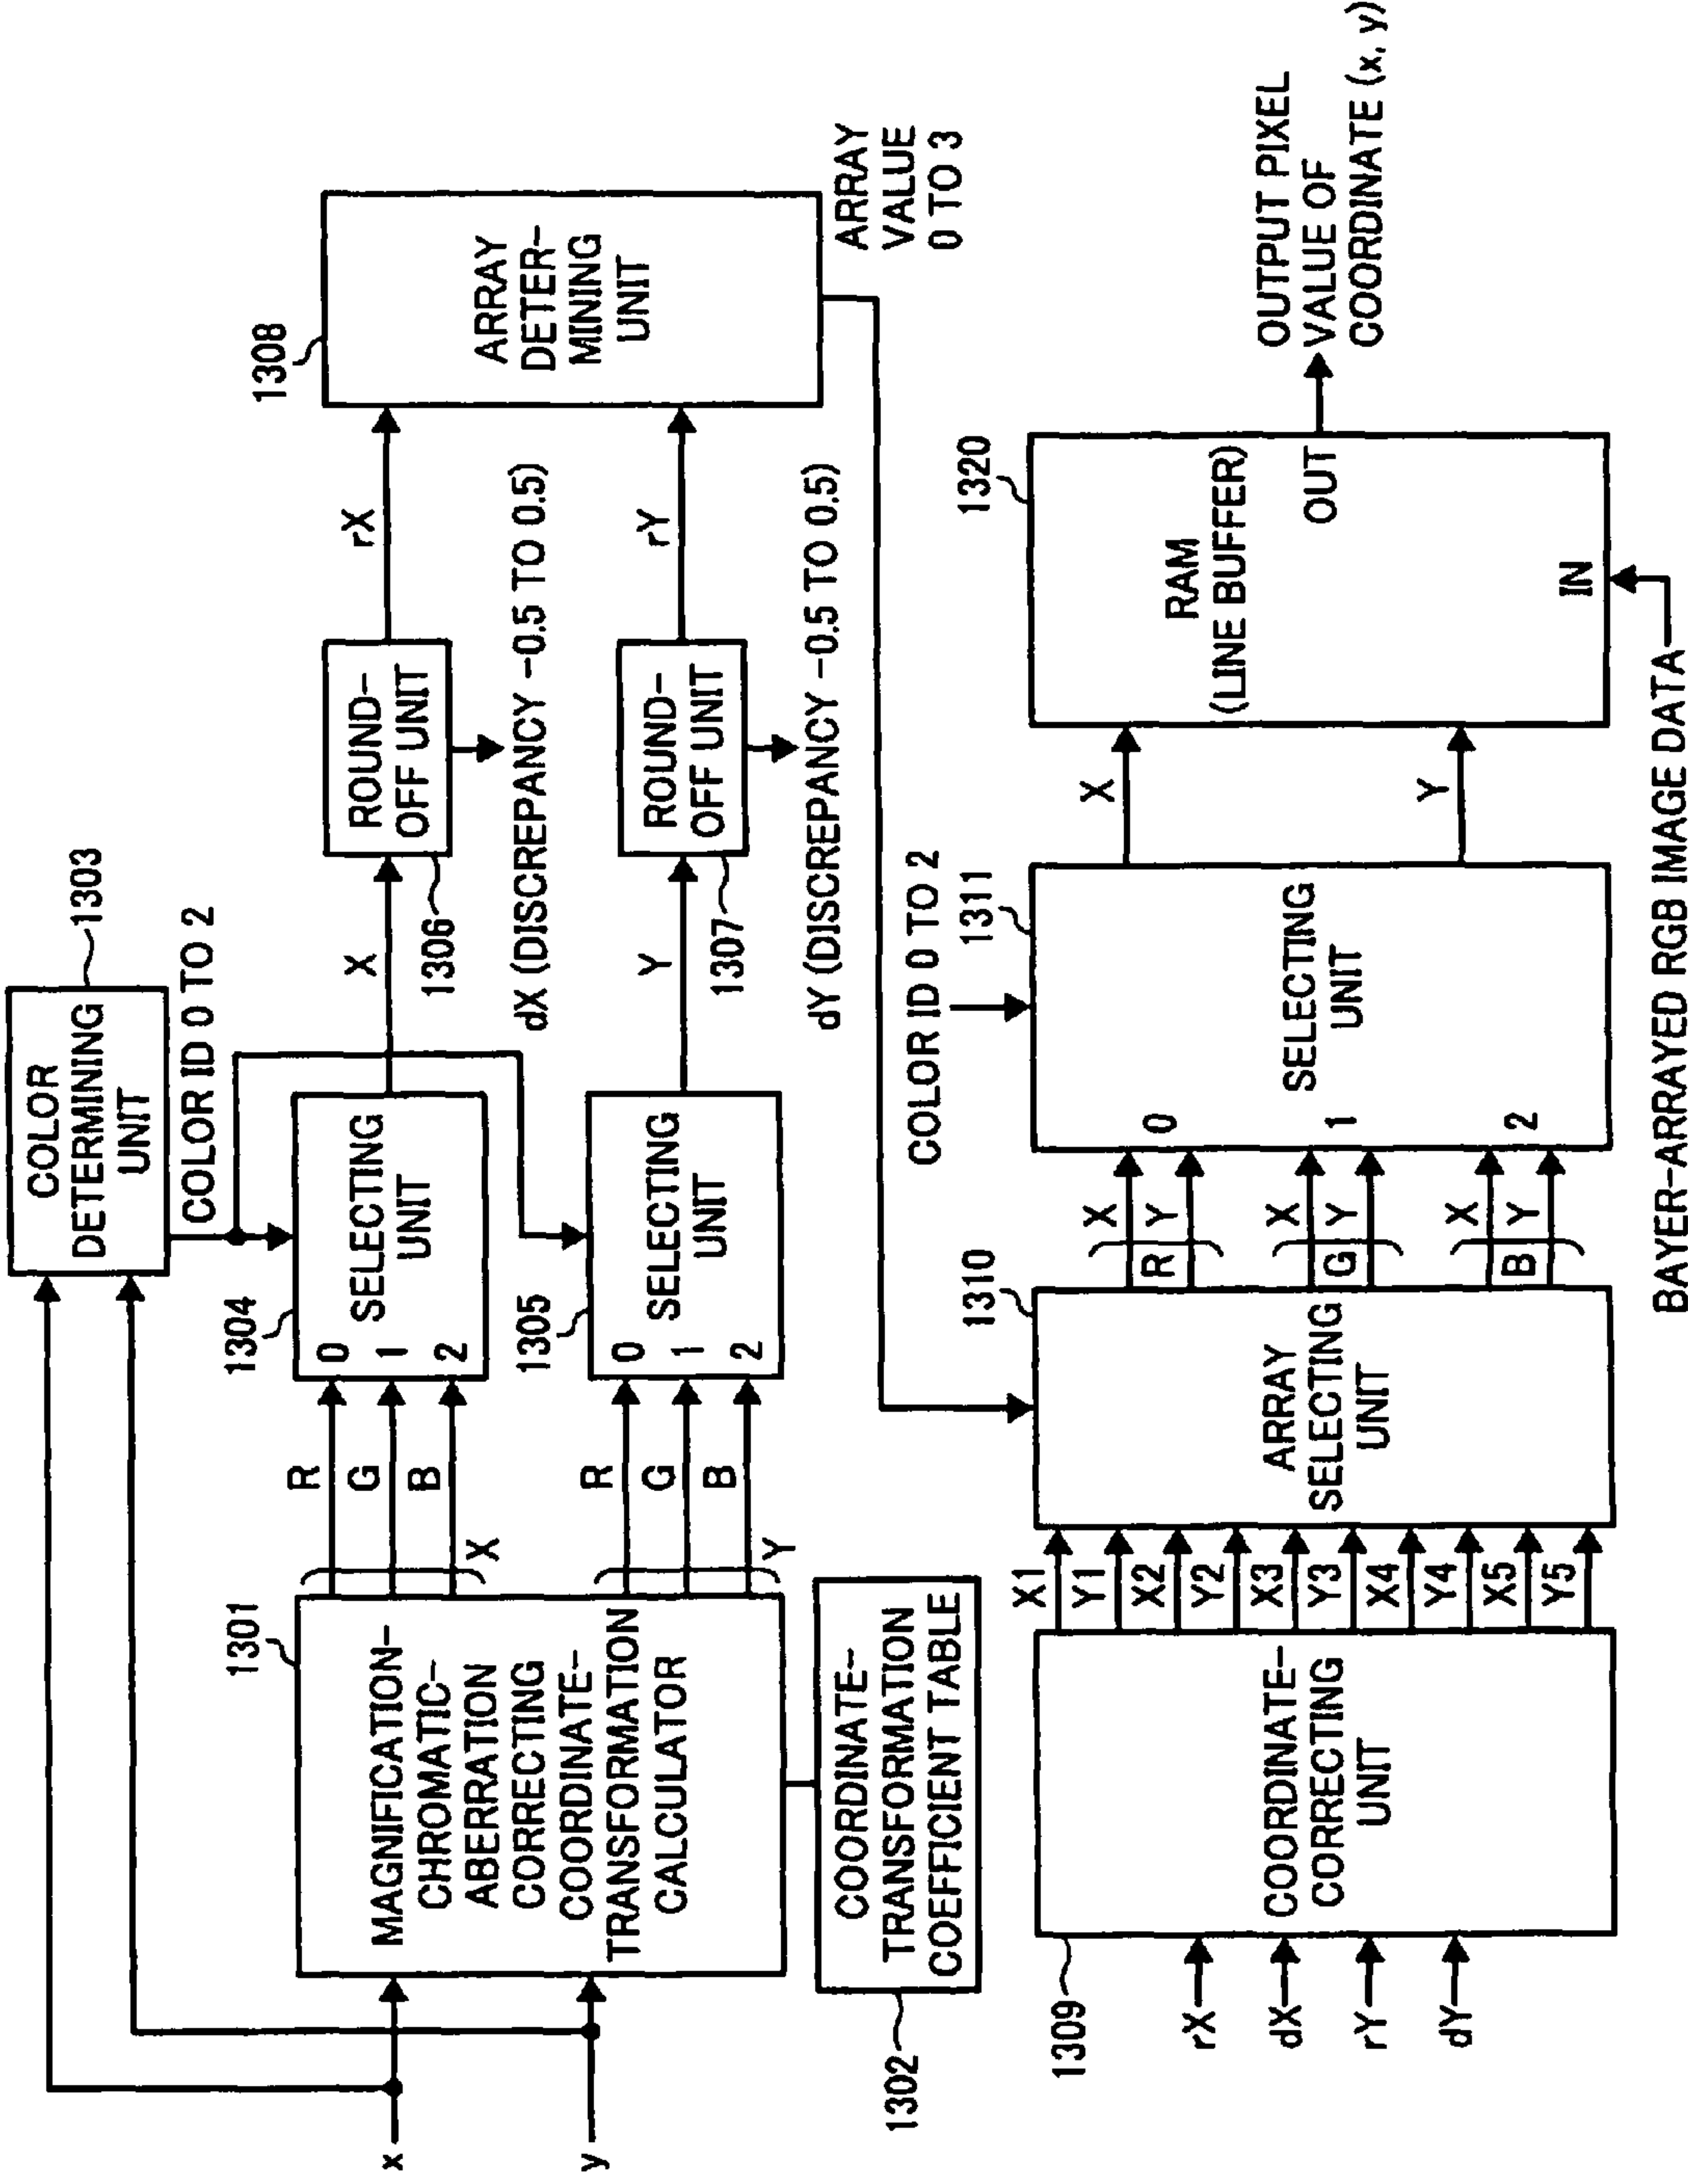 x
y
1301
MAGNIFICATION-
CHROMATIC-
ABERRATION
CORRECTING
COORDINATE-
TRANSFORMATION
CALCULATOR
1302
COORDINATE-
TRANSFORMATION
COEFFICIENT TABLE
R
G
B
X
R
G
B
Y
COLOR
DETERMINING
UNIT
1303
COLOR ID 0 TO 2
1304
0
1
2
SELECTING
UNIT
1305
0
1
2
SELECTING
UNIT
X
Y
ROUND-
OFF UNIT
1306
dX (DISCREPANCY -0.5 TO 0.5)
ROUND-
OFF UNIT
1307
dY (DISCREPANCY -0.5 TO 0.5)
rX
rY
1308
ARRAY
DETER-
MINING
UNIT
ARRAY
VALUE
0 TO 3
rX
dX
rY
dY
1309
COORDINATE-
CORRECTING
UNIT
X1
Y1
X2
Y2
X3
Y3
X4
Y4
X5
Y5
1310
ARRAY
SELECTING
UNIT
X
R
Y
X
G
Y
X
B
Y
COLOR ID 0 TO 2
1311
0
1
2
SELECTING
UNIT
X
Y
1320
RAM
(LINE BUFFER)
OUT
IN
BAYER-ARRAYED RGB IMAGE DATA
OUTPUT PIXEL
VALUE OF
COORDINATE (x, y)